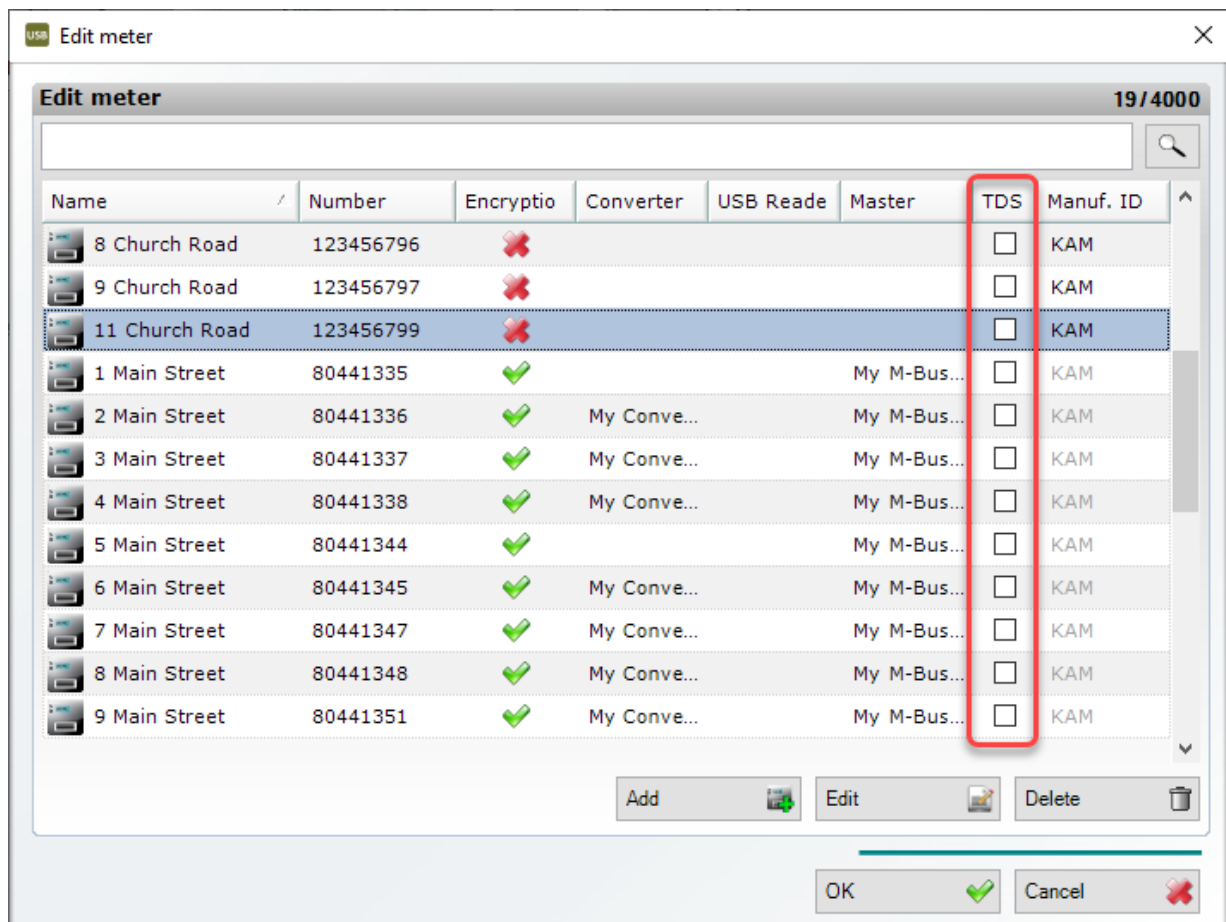 USB Edit meter
Edit meter 19/4000
Name Number Encryptio Converter USB Reade Master TDS Manuf. ID
8 Church Road 123456796 KAM
9 Church Road 123456797 KAM
11 Church Road 123456799 KAM
1 Main Street 80441335 My M-Bus... KAM
2 Main Street 80441336 My Conve... My M-Bus... KAM
3 Main Street 80441337 My Conve... My M-Bus... KAM
4 Main Street 80441338 My Conve... My M-Bus... KAM
5 Main Street 80441344 My M-Bus... KAM
6 Main Street 80441345 My Conve... My M-Bus... KAM
7 Main Street 80441347 My Conve... My M-Bus... KAM
8 Main Street 80441348 My Conve... My M-Bus... KAM
9 Main Street 80441351 My Conve... My M-Bus... KAM
Add Edit Delete
OK Cancel